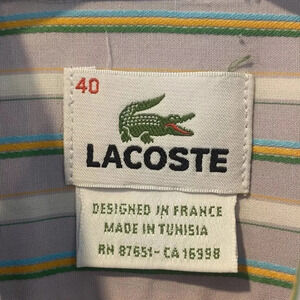 40
LACOSTE
DESIGNED IN FRANCE
MADE IN TUNISIA
RN 87651 - CA 16998